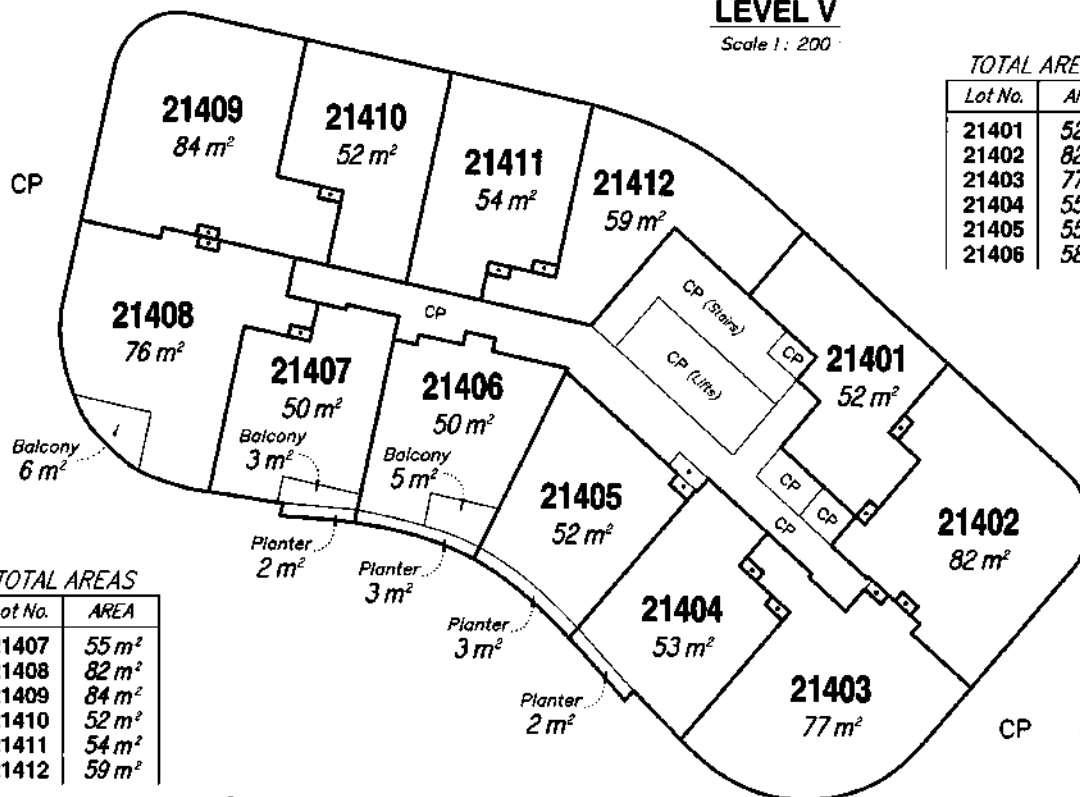 LEVEL V
Scale 1: 200
TOTAL
Lot No.
21401
21402
21403
21404
21405
21406
21409
84 m²
21410
52 m²
21411
54 m²
21412
59 m²
CP
21408
76 m²
CP
CP (Stairs)
CP
CP (Lifts)
21401
52 m²
21407
50 m²
21406
50 m²
Balcony
6 m²
Balcony
3 m²
Balcony
5 m²
21405
52 m²
CP
CP
CP
21402
82 m²
Planter
2 m²
Planter
3 m²
Planter
3 m²
Planter
2 m²
21404
53 m²
21403
77 m²
CP
TOTAL AREAS
No. AREA
55 m²
82 m²
84 m²
52 m²
54 m²
59 m²